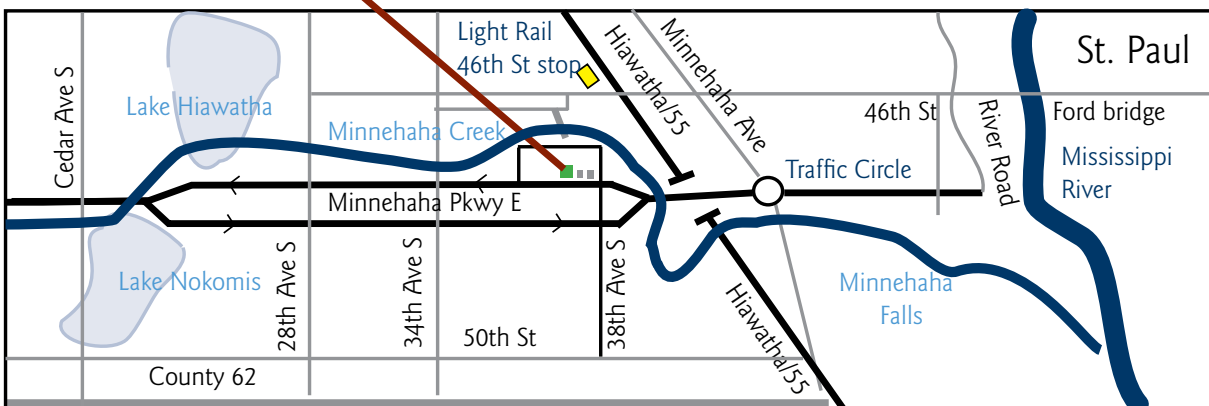 Light Rail
46th St stop
Hiawatha/55
Minnehaha Ave
St. Paul
Cedar Ave S
Lake Hiawatha
Minnehaha Creek
46th St
River Road
Ford bridge
Traffic Circle
Mississippi
River
Minnehaha Pkwy E
Lake Nokomis
28th Ave S
34th Ave S
50th St
38th Ave S
Hiawatha/55
Minnehaha
Falls
County 62